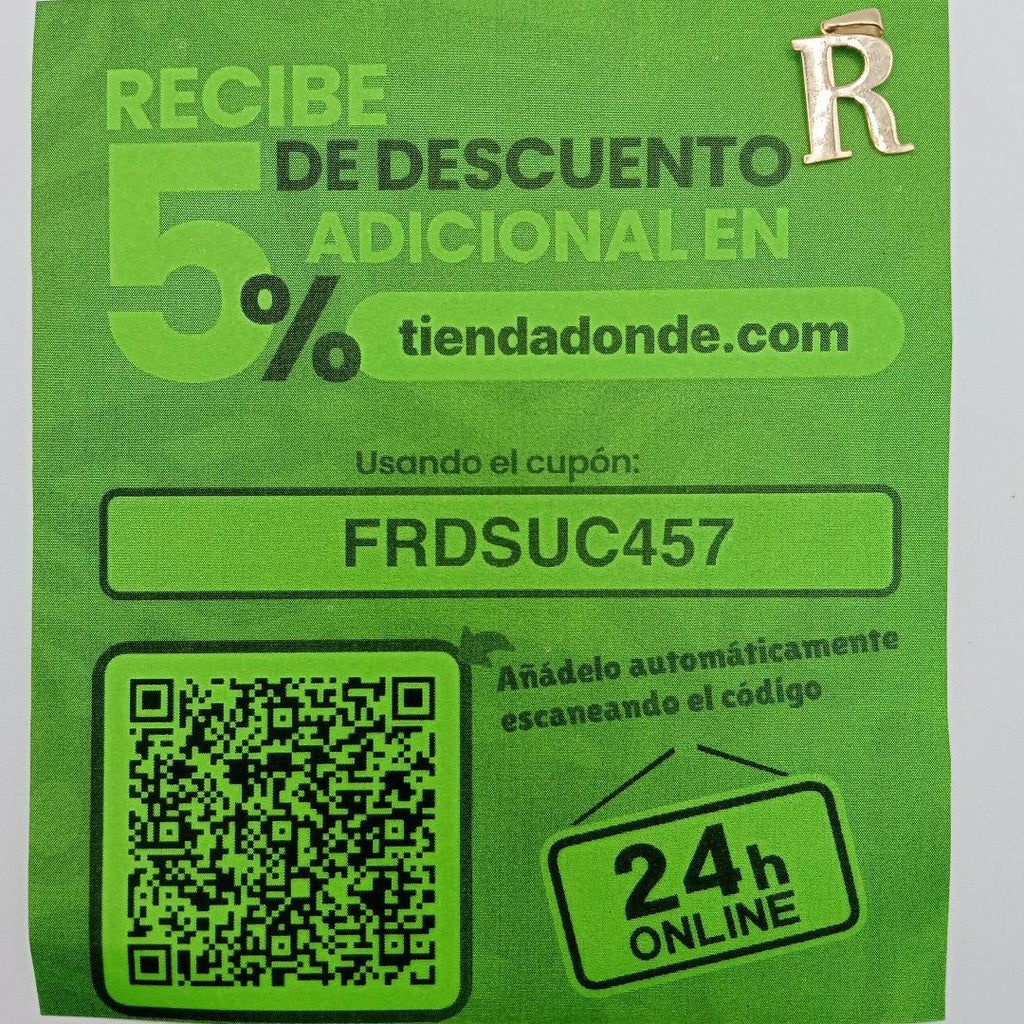 R
RECIBE
5% DE DESCUENTO
ADICIONAL EN
tiendadonde.com
Usando el cupón:
FRDSUC457
Añádelo automáticamente
escaneando el código
24h
ONLINE